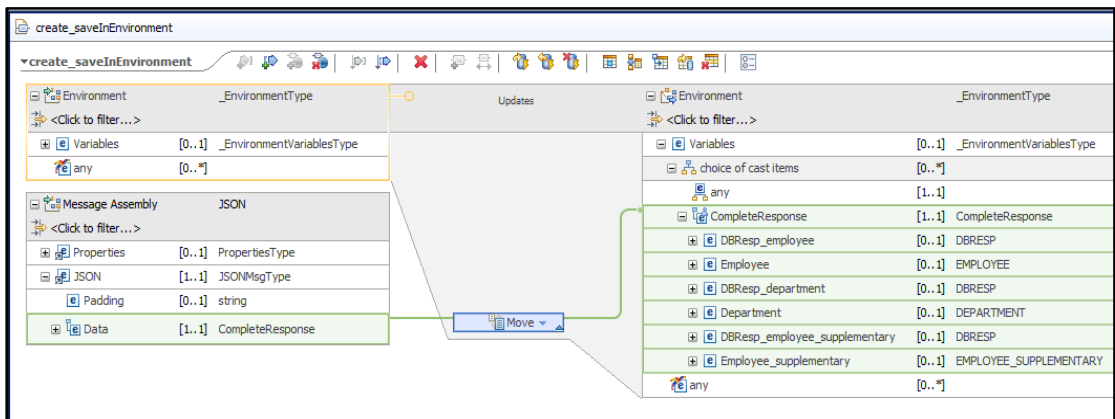 create_saveInEnvironment
create_saveInEnvironment
Environment _EnvironmentType
<Click to filter...>
Variables [0..1] _EnvironmentVariablesType
any [0..*]
Message Assembly JSON
<Click to filter...>
Properties [0..1] PropertiesType
JSON [1..1] JSONMsgType
Padding [0..1] string
Data [1..1] CompleteResponse
Updates
Move
Environment _EnvironmentType
<Click to filter...>
Variables [0..1] _EnvironmentVariablesType
choice of cast items [0..*]
any [1..1]
CompleteResponse [1..1] CompleteResponse
DBResp_employee [0..1] DBRESP
Employee [0..1] EMPLOYEE
DBResp_department [0..1] DBRESP
Department [0..1] DEPARTMENT
DBResp_employee_supplementary [0..1] DBRESP
Employee_supplementary [0..1] EMPLOYEE_SUPPLEMENTARY
any [0..*]